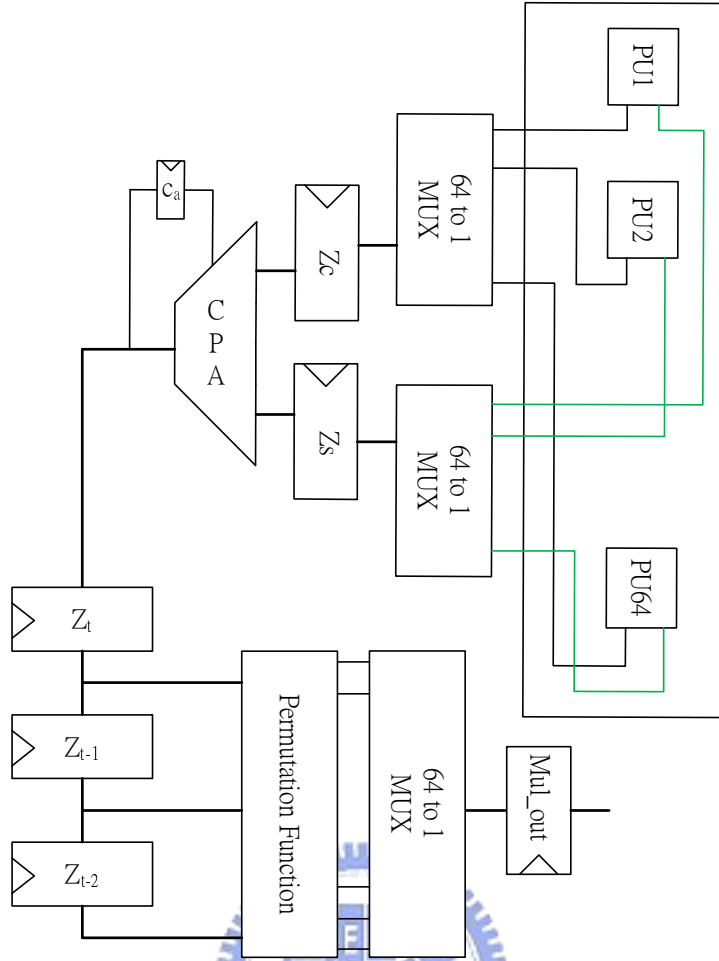 PU1
PU2
PU64
64 to 1
MUX
64 to 1
MUX
Zc
Zs
cₐ
C
P
A
Zₜ
Zₜ₋₁
Zₜ₋₂
Permutation Function
64 to 1
MUX
Mul_out
E